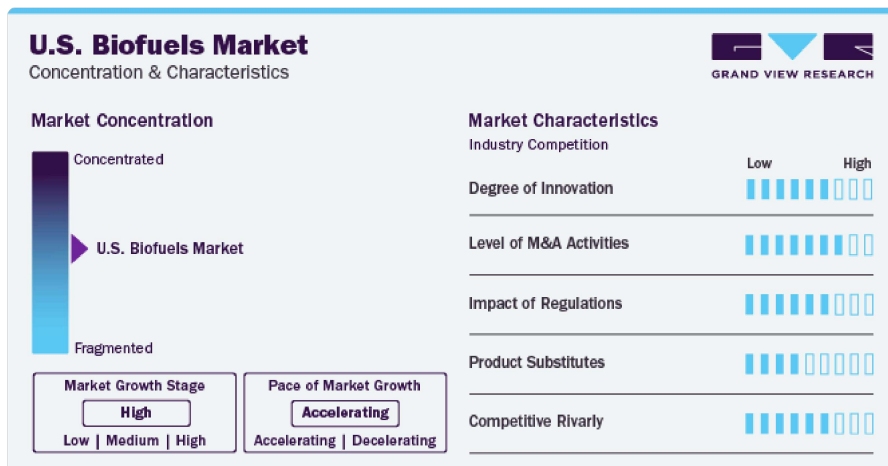 U.S. Biofuels Market
Concentration & Characteristics
GRAND VIEW RESEARCH
Market Concentration
Concentrated
U.S. Biofuels Market
Fragmented
Market Growth Stage
High
Low | Medium | High
Pace of Market Growth
Accelerating
Accelerating | Decelerating
Market Characteristics
Industry Competition
Low High
Degree of Innovation
Level of M&A Activities
Impact of Regulations
Product Substitutes
Competitive Rivarly